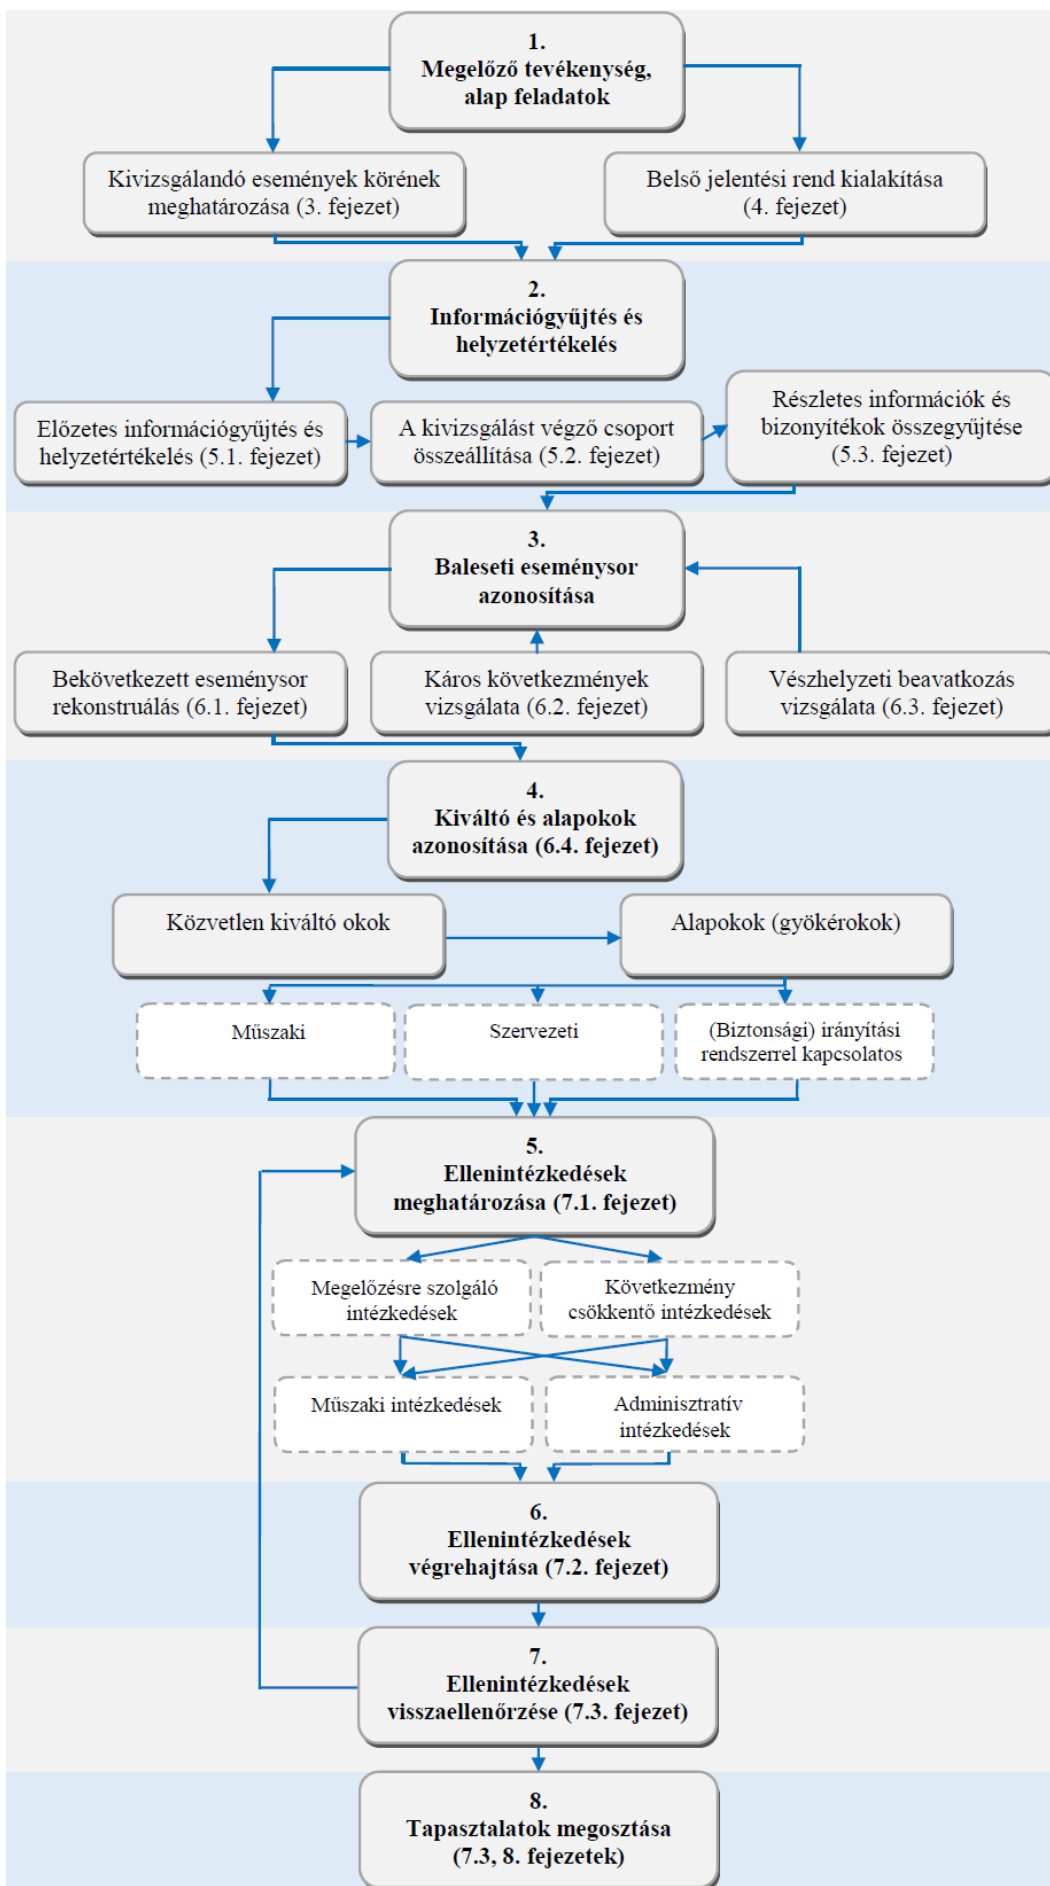 1.
Megelőző tevékenység,
alap feladatok
Kivizsgálandó események körének
meghatározása (3. fejezet)
Belső jelentési rend kialakítása
(4. fejezet)
2.
Információgyűjtés és
helyzetértékelés
Előzetes információgyűjtés és
helyzetértékelés (5.1. fejezet)
A kivizsgálást végző csoport
összeállítása (5.2. fejezet)
Részletes információk és
bizonyítékok összegyűjtése
(5.3. fejezet)
3.
Baleseti eseménysor
azonosítása
Bekövetkezett eseménysor
rekonstruálás (6.1. fejezet)
Káros következmények
vizsgálata (6.2. fejezet)
Vészhelyzeti beavatkozás
vizsgálata (6.3. fejezet)
4.
Kiváltó és alapokok
azonosítása (6.4. fejezet)
Közvetlen kiváltó okok
Alapokok (gyökérokok)
Műszaki
Szervezeti
(Biztonsági) irányítási
rendszerrel kapcsolatos
5.
Ellenintézkedések
meghatározása (7.1. fejezet)
Megelőzésre szolgáló
intézkedések
Következmény
csökkentő intézkedések
Műszaki intézkedések
Adminisztratív
intézkedések
6.
Ellenintézkedések
végrehajtása (7.2. fejezet)
7.
Ellenintézkedések
visszaellenőrzése (7.3. fejezet)
8.
Tapasztalatok megosztása
(7.3, 8. fejezetek)